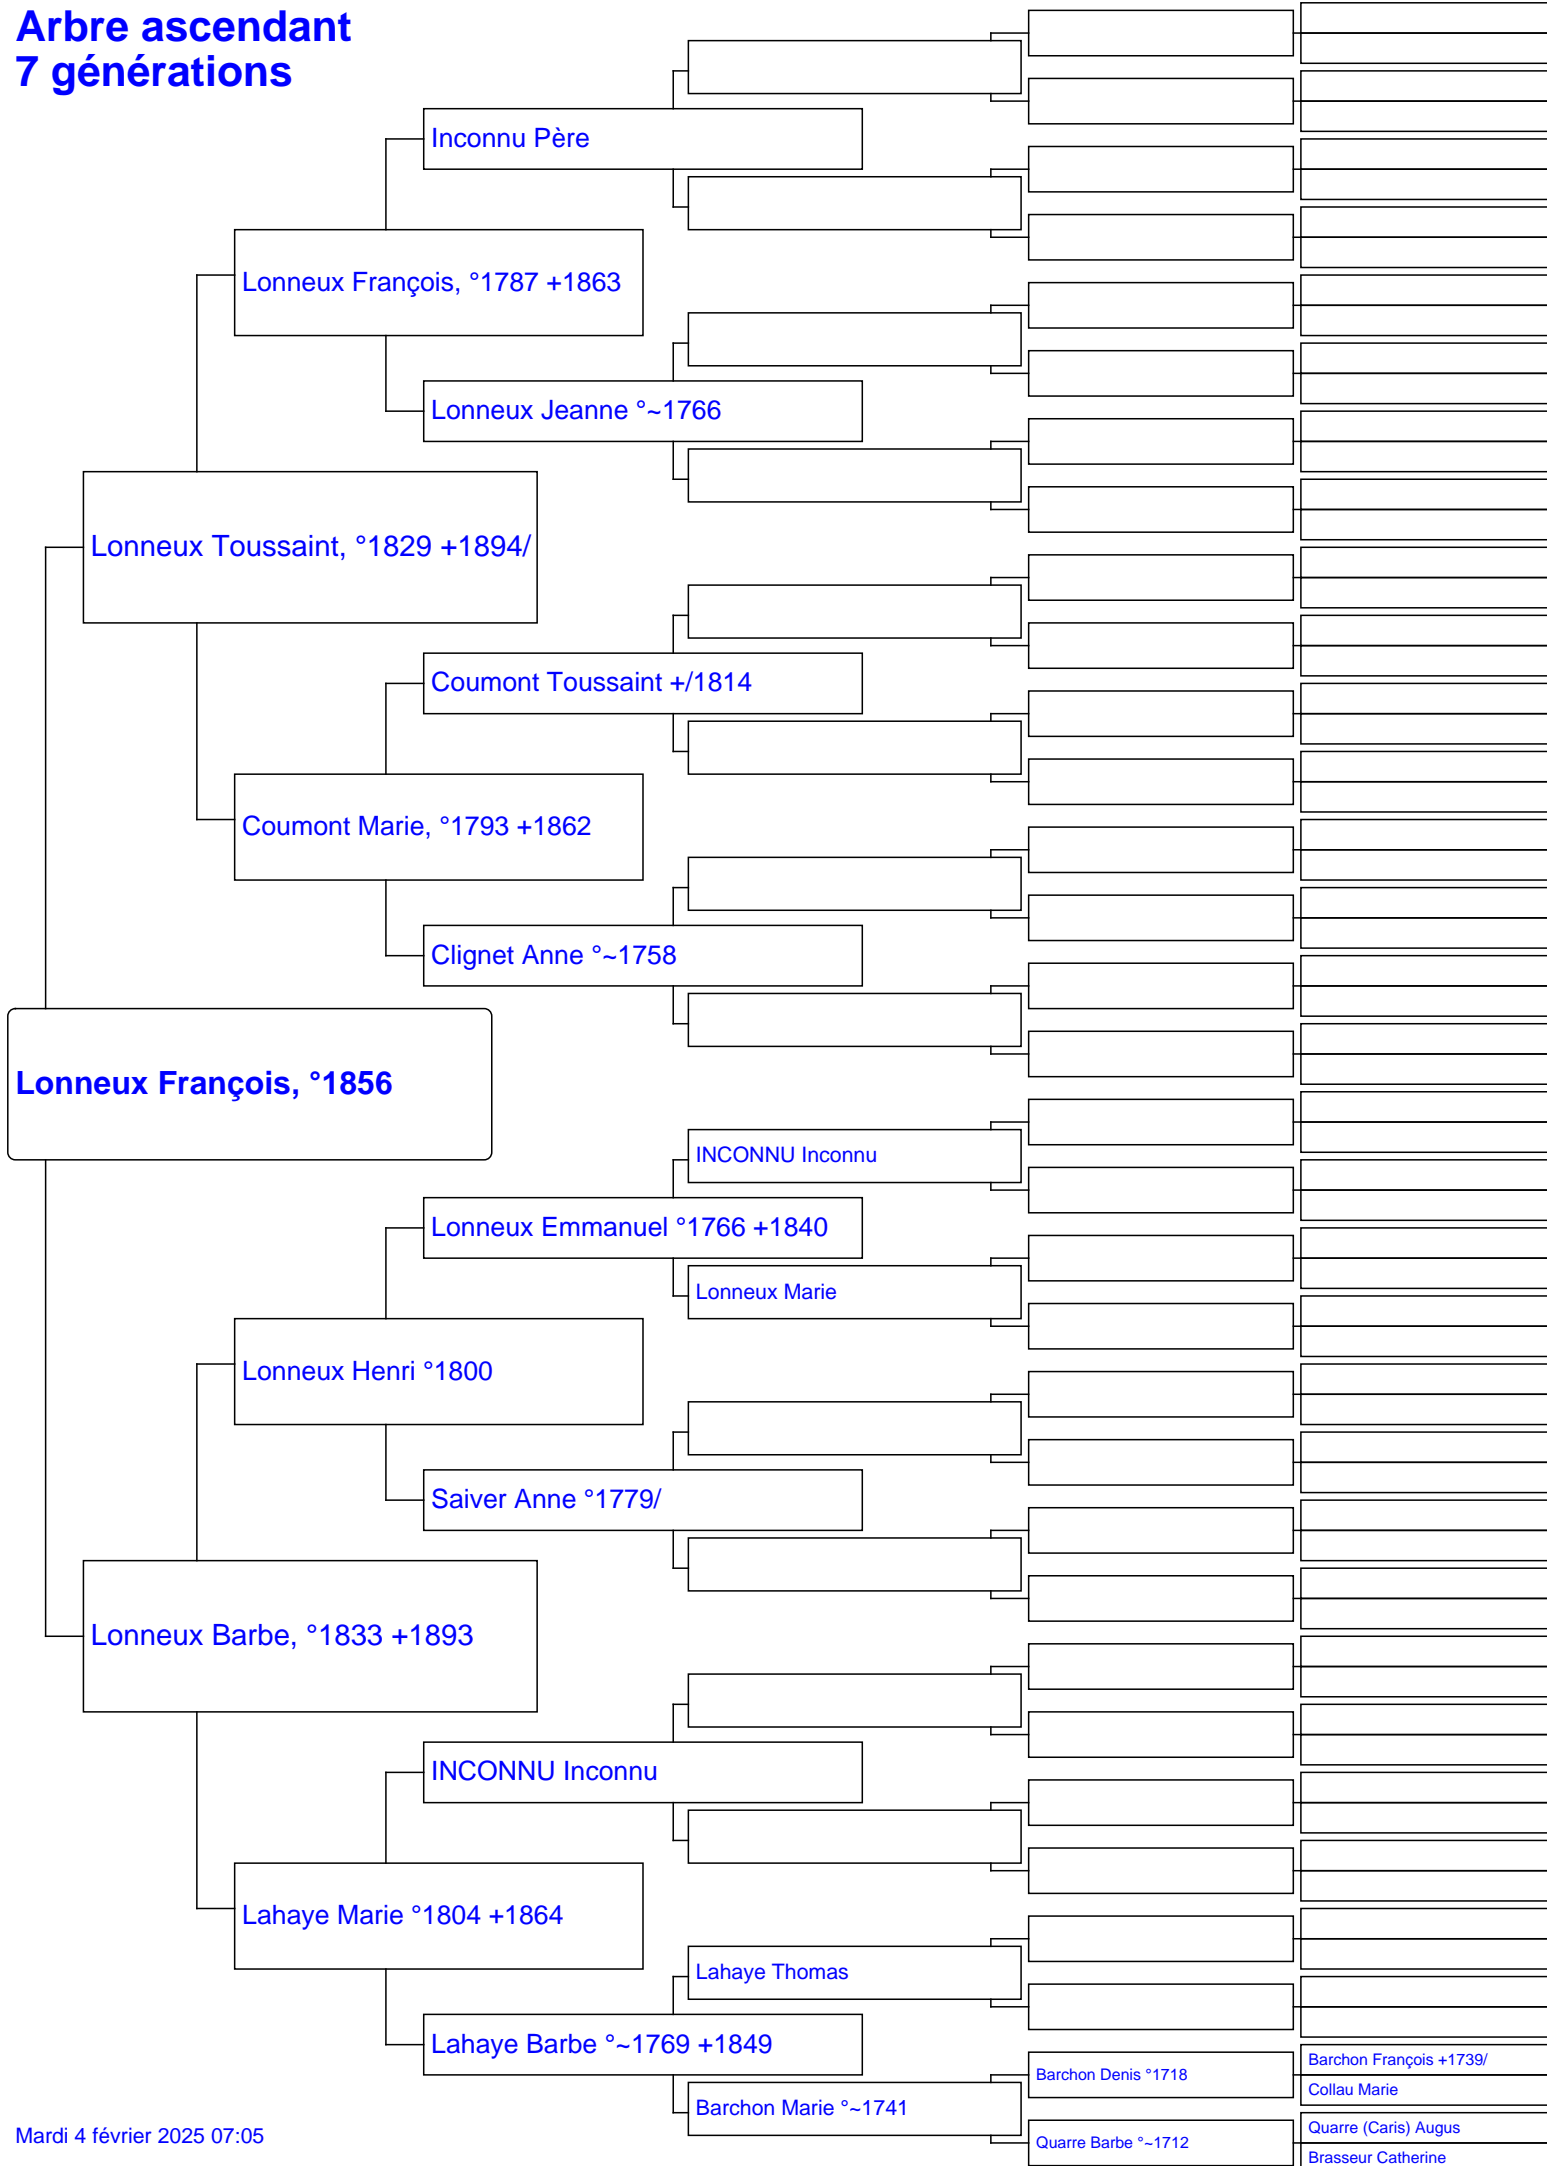 Arbre ascendant
7 générations
Inconnu Père
Lonneux François, °1787 +1863
Lonneux Jeanne °~1766
Lonneux Toussaint, °1829 +1894/
Coumont Toussaint +/1814
Coumont Marie, °1793 +1862
Clignet Anne °~1758
Lonneux François, °1856
INCONNU Inconnu
Lonneux Emmanuel °1766 +1840
Lonneux Marie
Lonneux Henri °1800
Saiver Anne °1779/
Lonneux Barbe, °1833 +1893
INCONNU Inconnu
Lahaye Marie °1804 +1864
Lahaye Thomas
Lahaye Barbe °~1769 +1849
Barchon François +1739/
Barchon Denis °1718
Collau Marie
Barchon Marie °~1741
Quarre (Caris) Augus
Quarre Barbe °~1712
Brasseur Catherine
Mardi 4 février 2025 07:05